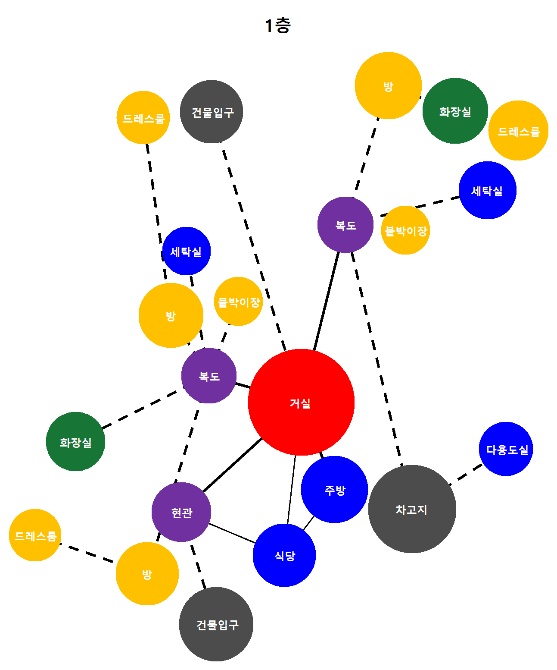 1층
방
드레스룸
건물입구
화장실
드레스룸
세탁실
복도
붙박이장
세탁실
붙박이장
방
복도
거실
화장실
다용도실
주방
차고지
현관
드레스룸
식당
방
건물입구